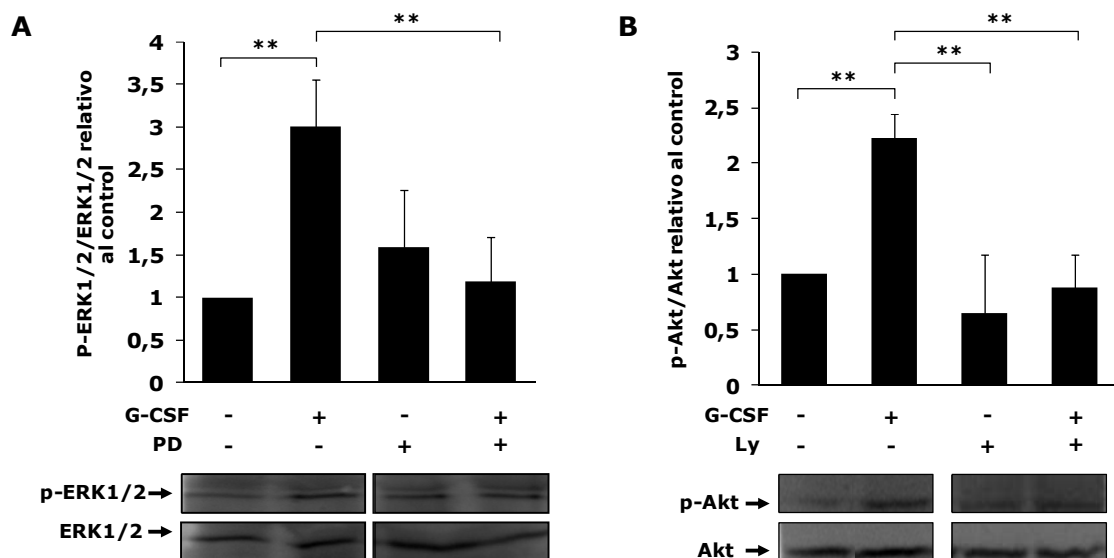 A
P-ERK1/2/ERK1/2 relativo
al control
4
3,5
3
2,5
2
1,5
1
0,5
0
**
**
G-CSF - + - +
PD - - + +
p-ERK1/2
ERK1/2
B
p-Akt/Akt relativo al control
3
2,5
2
1,5
1
0,5
0
**
**
**
G-CSF - + - +
Ly - - + +
p-Akt
Akt